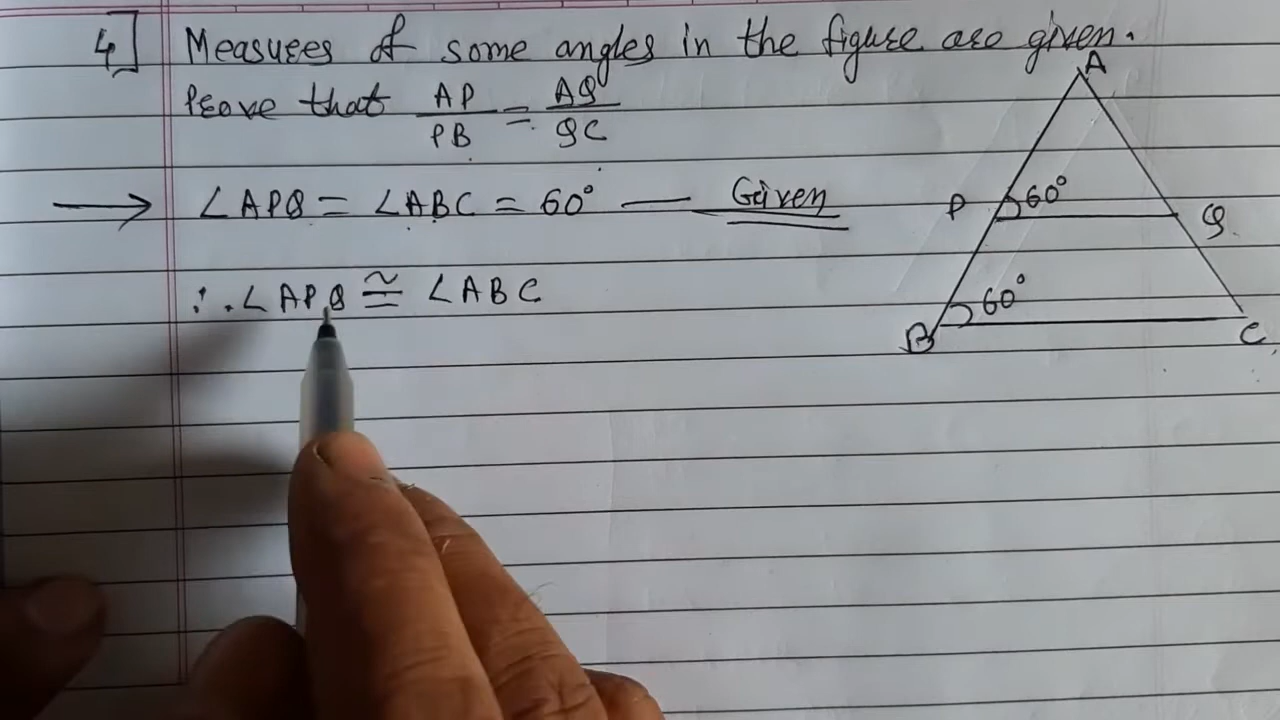 4] Measures of some angles in the figure are given.
Prove that AP/PB = AQ/QC
→ ∠APQ = ∠ABC = 60° — Given
∴ ∠APQ ≅ ∠ABC
A
P 60° Q
60°
B C